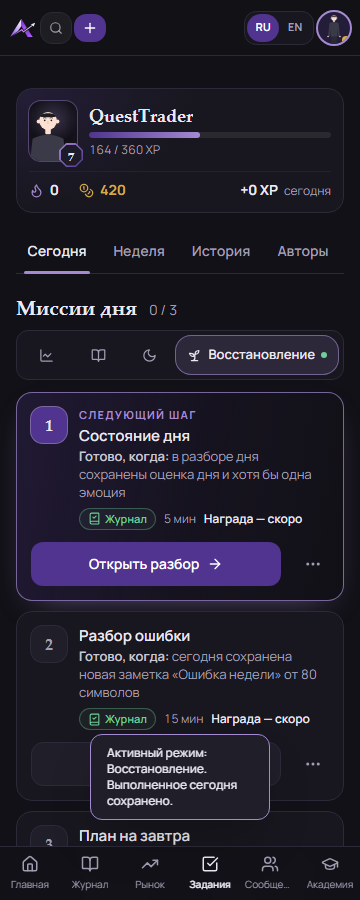 RU EN
QuestTrader
7
164 / 360 XP
0 420 +0 XP сегодня
Сегодня Неделя История Авторы
Миссии дня 0 / 3
Восстановление
1
СЛЕДУЮЩИЙ ШАГ
Состояние дня
Готово, когда: в разборе дня
сохранены оценка дня и хотя бы одна
эмоция
Журнал 5 мин Награда — скоро
Открыть разбор →
2
Разбор ошибки
Готово, когда: сегодня сохранена
новая заметка «Ошибка недели» от 80
символов
Журнал 15 мин Награда — скоро
Активный режим:
Восстановление.
Выполненное сегодня
сохранено.
3
План на завтра
Главная Журнал Рынок Задания Сообще... Академия